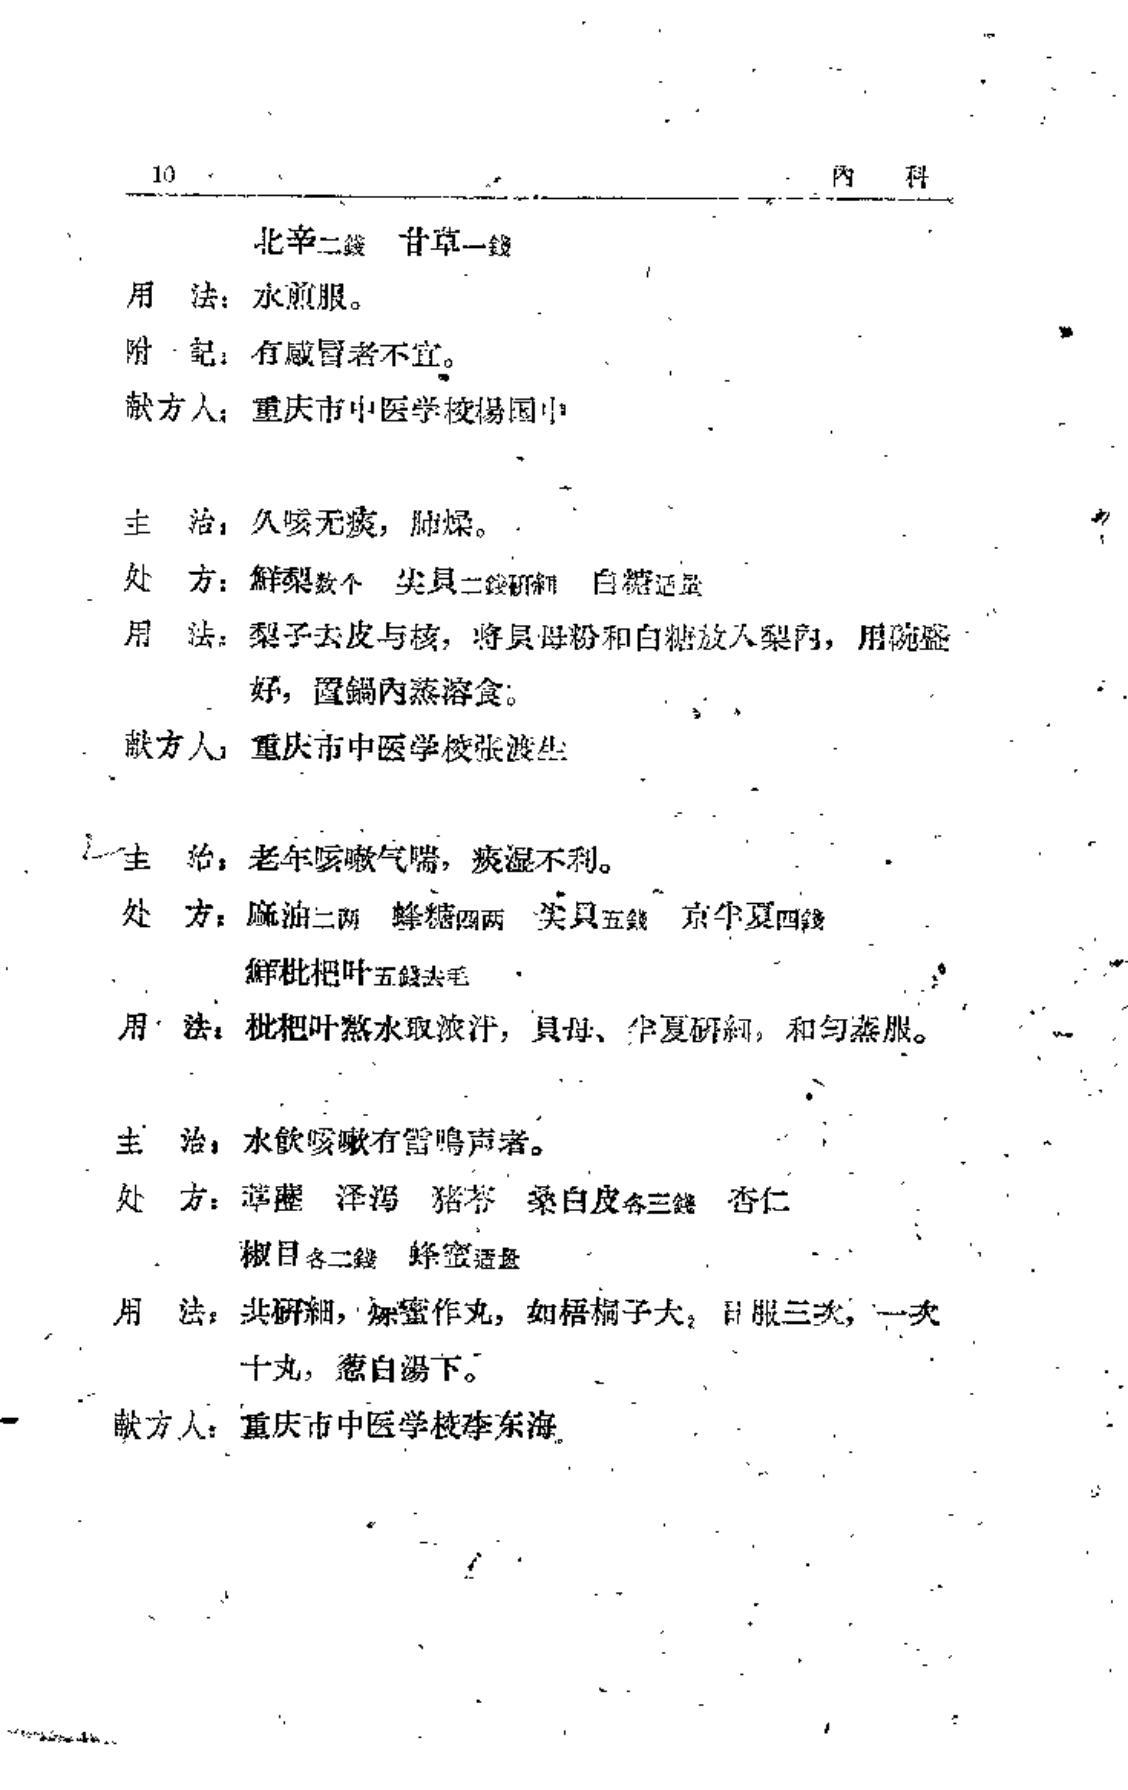 10 內 科
北辛二錢 甘草一錢
用 法：水煎服。
附 記：有感冒者不宜。
献方人：重庆市中医学校楊国中
主 治：久咳无痰，肺燥。
处 方：鮮梨数个 尖貝二錢研細 白糖适量
用 法：梨子去皮与核，将貝母粉和白糖放入梨內，用碗盛
好，置鍋內蒸溶食。
献方人：重庆市中医学校张渡生
主 治：老年咳嗽气喘，痰湿不利。
处 方：麻油二两 蜂糖四两 尖貝五錢 京半夏四錢
鮮枇杷叶五錢去毛
用 法：枇杷叶熬水取浓汁，貝母、半夏研細，和匀蒸服。
主 治：水飲咳嗽有雷鳴声者。
处 方：葶藶 泽泻 猪苓 桑白皮各三錢 杏仁
椒目各二錢 蜂蜜适量
用 法：共研細，炼蜜作丸，如梧桐子大，日服三次，一次
十丸，葱白湯下。
献方人：重庆市中医学校李东海